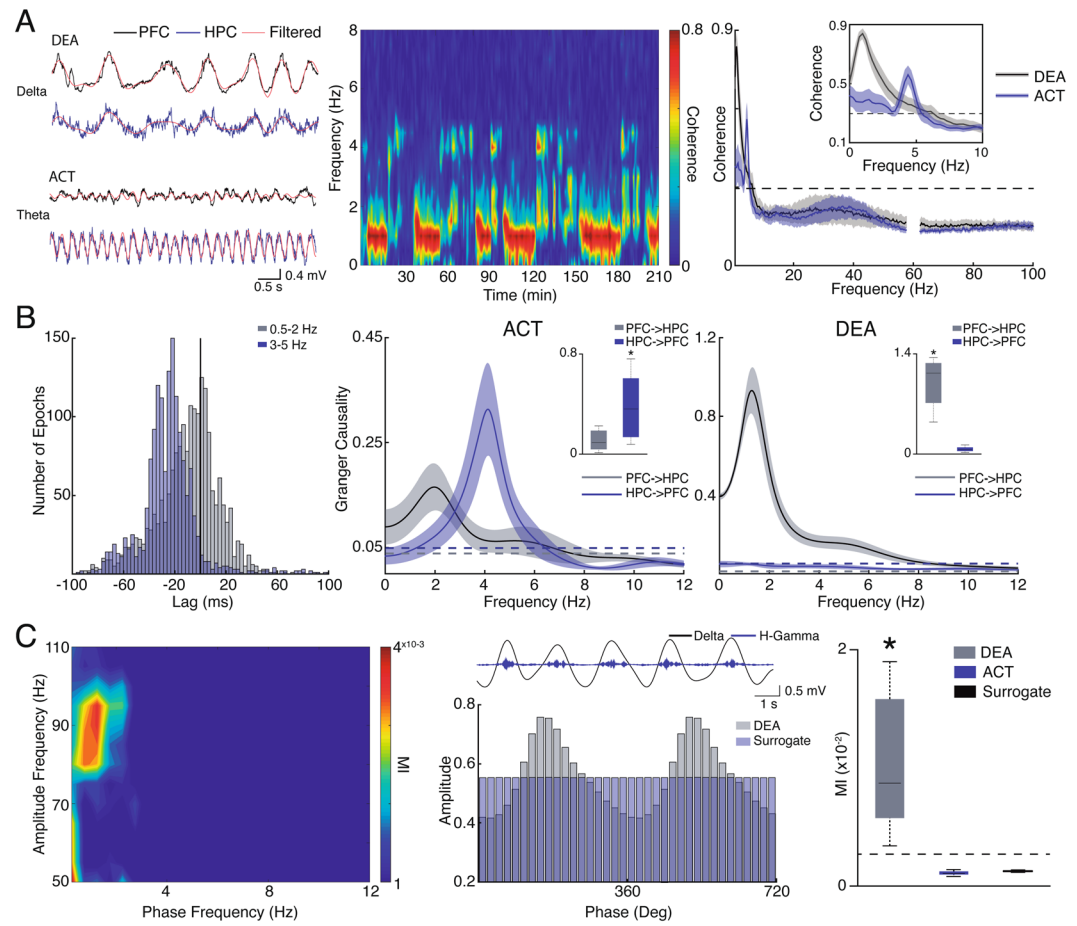 A
PFC HPC Filtered
DEA
Delta
ACT
Theta
0.4 mV
0.5 s
8
6
4
2
0
Frequency (Hz)
30 60 90 120 150 180 210
Time (min)
0.8
0
Coherence
0.9
0
Coherence
20 40 60 80 100
Frequency (Hz)
0.9
0.5
0.1
Coherence
0 5 10
Frequency (Hz)
DEA
ACT
B
0.5-2 Hz
3-5 Hz
150
100
50
Number of Epochs
-100 -60 -20 20 60 100
Lag (ms)
ACT
0.45
0.25
0.05
Granger Causality
0 2 4 6 8 10 12
Frequency (Hz)
PFC->HPC
HPC->PFC
0.8
0
*
PFC->HPC
HPC->PFC
DEA
1.2
0.8
0.4
0 2 4 6 8 10 12
Frequency (Hz)
PFC->HPC
HPC->PFC
1.4
0
*
PFC->HPC
HPC->PFC
C
110
90
70
50
Amplitude Frequency (Hz)
4 8 12
Phase Frequency (Hz)
4x10-3
1
MI
Delta H-Gamma
0.5 mV
1 s
0.8
0.6
0.4
0.2
Amplitude
DEA
Surrogate
360 720
Phase (Deg)
2
0
MI (x10-2)
*
DEA
ACT
Surrogate